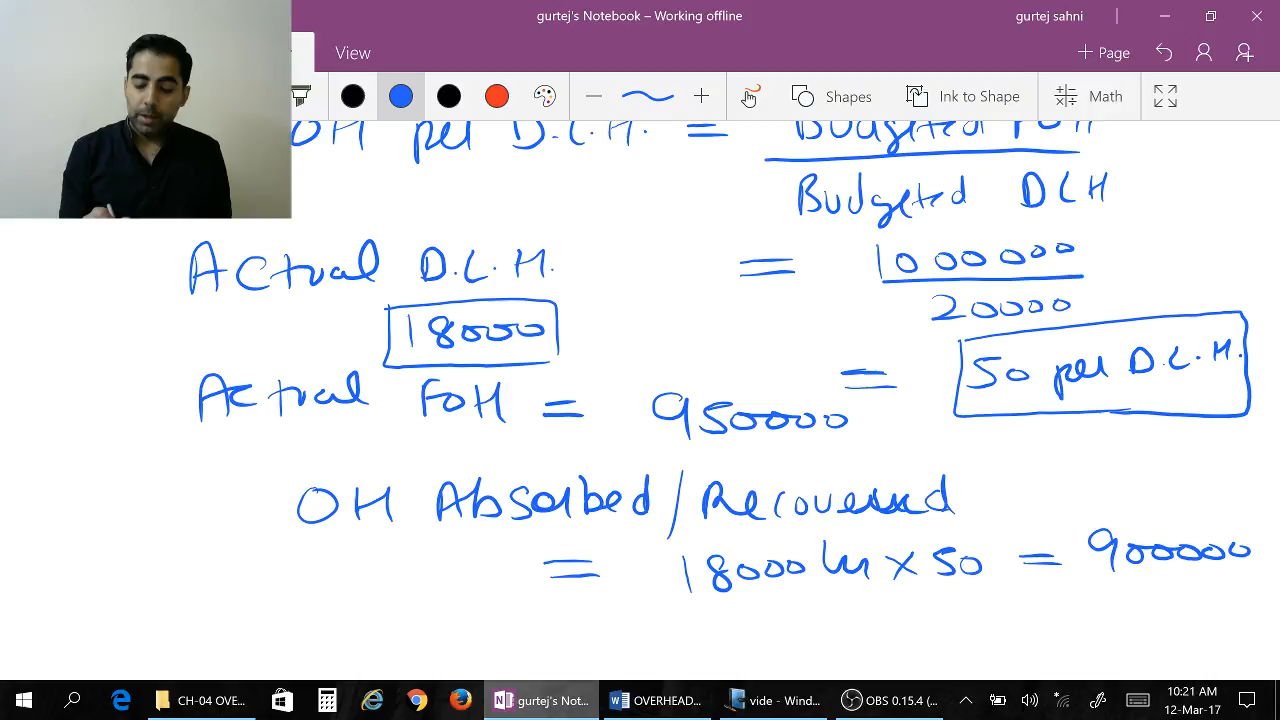 gurtej's Notebook – Working offline
gurtej sahni
View
Page
Shapes
Ink to Shape
Math
OH per D.L.H. = Budgeted FOH
Budgeted DLH
Actual D.L.H. = 1000000
20000
18000
= 50 per D.L.H.
Actual FOH = 950000
OH Absorbed/Recovered
= 18000 hr × 50 = 900000
CH-04 OVE...
gurtej's Not...
OVERHEAD...
vide - Wind...
OBS 0.15.4 (...
10:21 AM
12-Mar-17